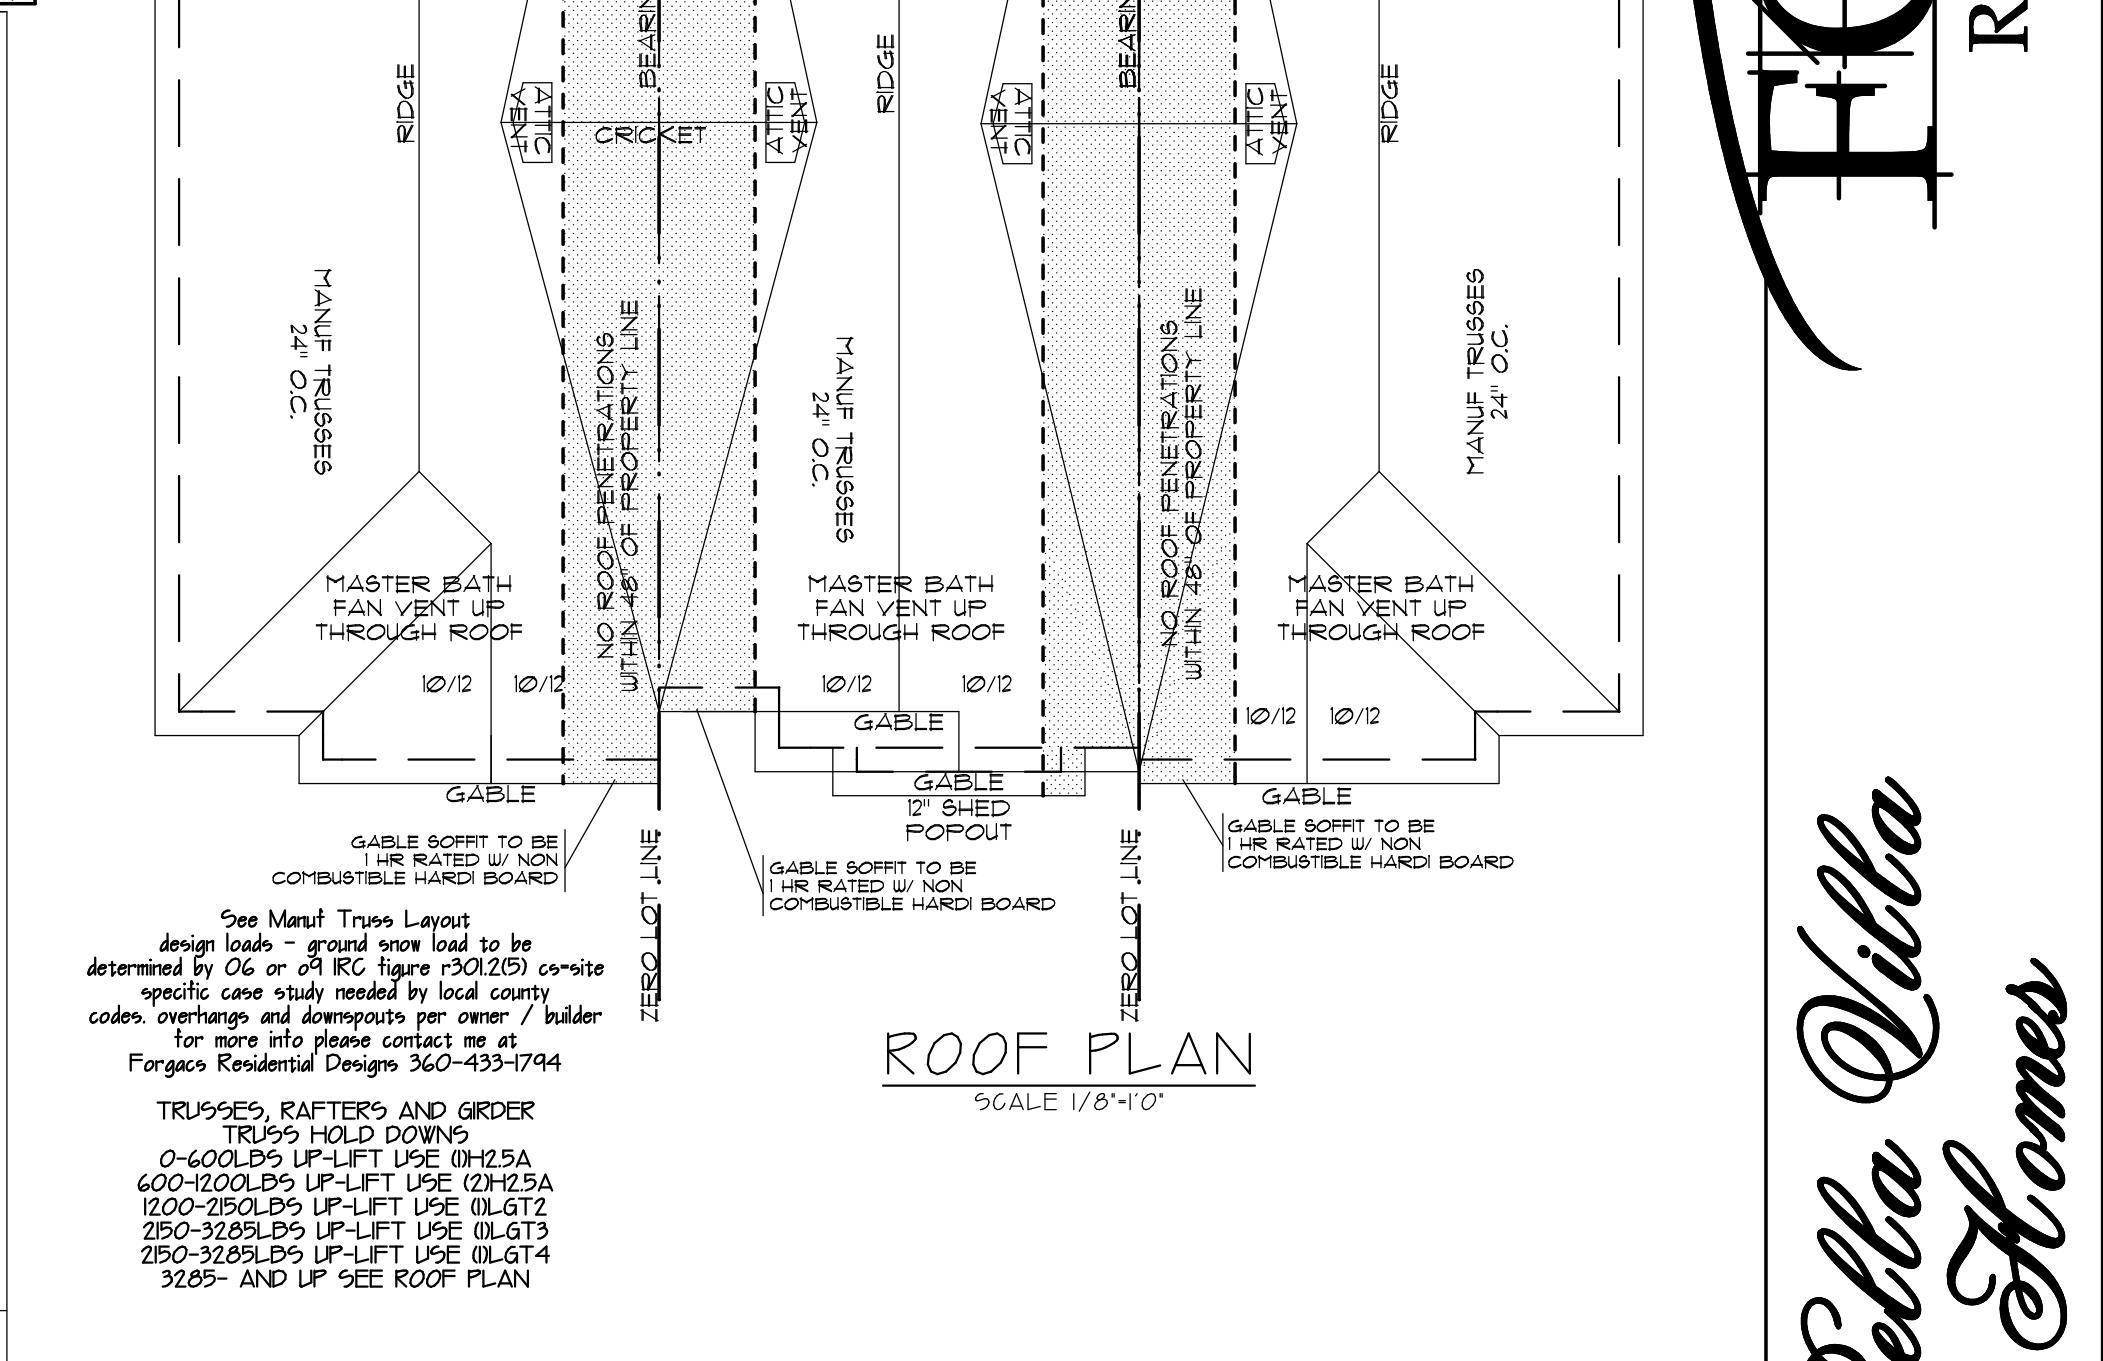 RIDGE
BEARIN
RIDGE
BEARIN
RIDGE
ATTIC
VENT
CRICKET
ATTIC
VENT
ATTIC
VENT
ATTIC
VENT
MANUF TRUSSES
24" O.C.
NO ROOF PENETRATIONS
WITHIN 48" OF PROPERTY LINE
MANUF TRUSSES
24" O.C.
NO ROOF PENETRATIONS
WITHIN 48" OF PROPERTY LINE
MANUF TRUSSES
24" O.C.
MASTER BATH
FAN VENT UP
THROUGH ROOF
MASTER BATH
FAN VENT UP
THROUGH ROOF
MASTER BATH
FAN VENT UP
THROUGH ROOF
10/12
10/12
10/12
10/12
10/12
10/12
GABLE
GABLE
GABLE
12" SHED
POPOUT
GABLE
GABLE SOFFIT TO BE
1 HR RATED W/ NON
COMBUSTIBLE HARDI BOARD
GABLE SOFFIT TO BE
1 HR RATED W/ NON
COMBUSTIBLE HARDI BOARD
GABLE SOFFIT TO BE
1 HR RATED W/ NON
COMBUSTIBLE HARDI BOARD
ZERO LOT LINE
ZERO LOT LINE
See Manuf Truss Layout
design loads - ground snow load to be
determined by 06 or o9 IRC figure r301.2(5) cs=site
specific case study needed by local county
codes. overhangs and downspouts per owner / builder
for more info please contact me at
Forgacs Residential Designs 360-433-1794
TRUSSES, RAFTERS AND GIRDER
TRUSS HOLD DOWNS
0-600LBS UP-LIFT USE (1)H2.5A
600-1200LBS UP-LIFT USE (2)H2.5A
1200-2150LBS UP-LIFT USE (1)LGT2
2150-3285LBS UP-LIFT USE (1)LGT3
2150-3285LBS UP-LIFT USE (1)LGT4
3285- AND UP SEE ROOF PLAN
ROOF PLAN
SCALE 1/8"=1'0"
FO
R
ella Villa
Homes